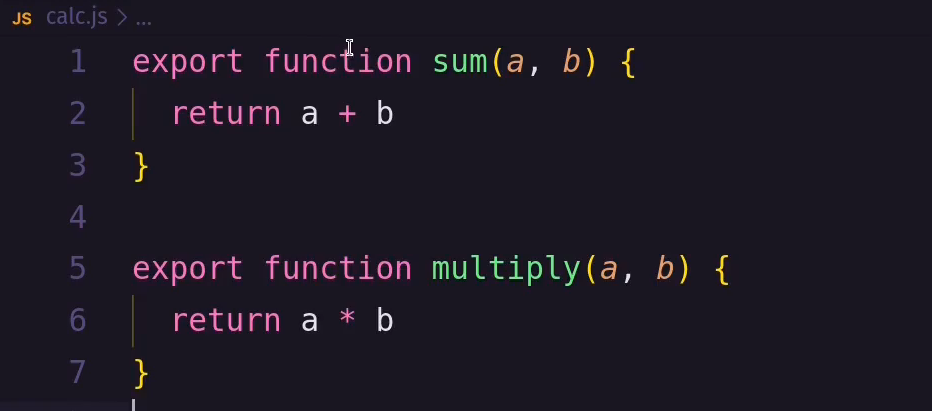 JS calc.js > ...
1 export function sum(a, b) {
2 return a + b
3 }
4
5 export function multiply(a, b) {
6 return a * b
7 }